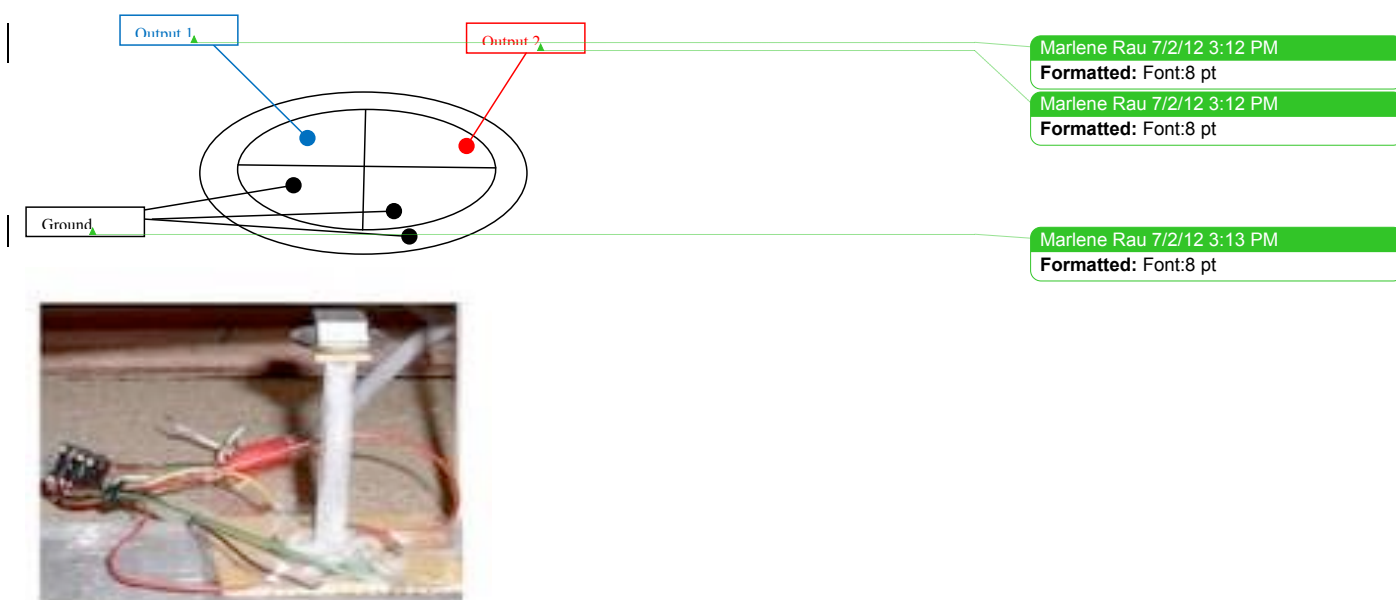 Output 1
Output 2
Marlene Rau 7/2/12 3:12 PM
Formatted: Font:8 pt
Marlene Rau 7/2/12 3:12 PM
Formatted: Font:8 pt
Ground
Marlene Rau 7/2/12 3:13 PM
Formatted: Font:8 pt